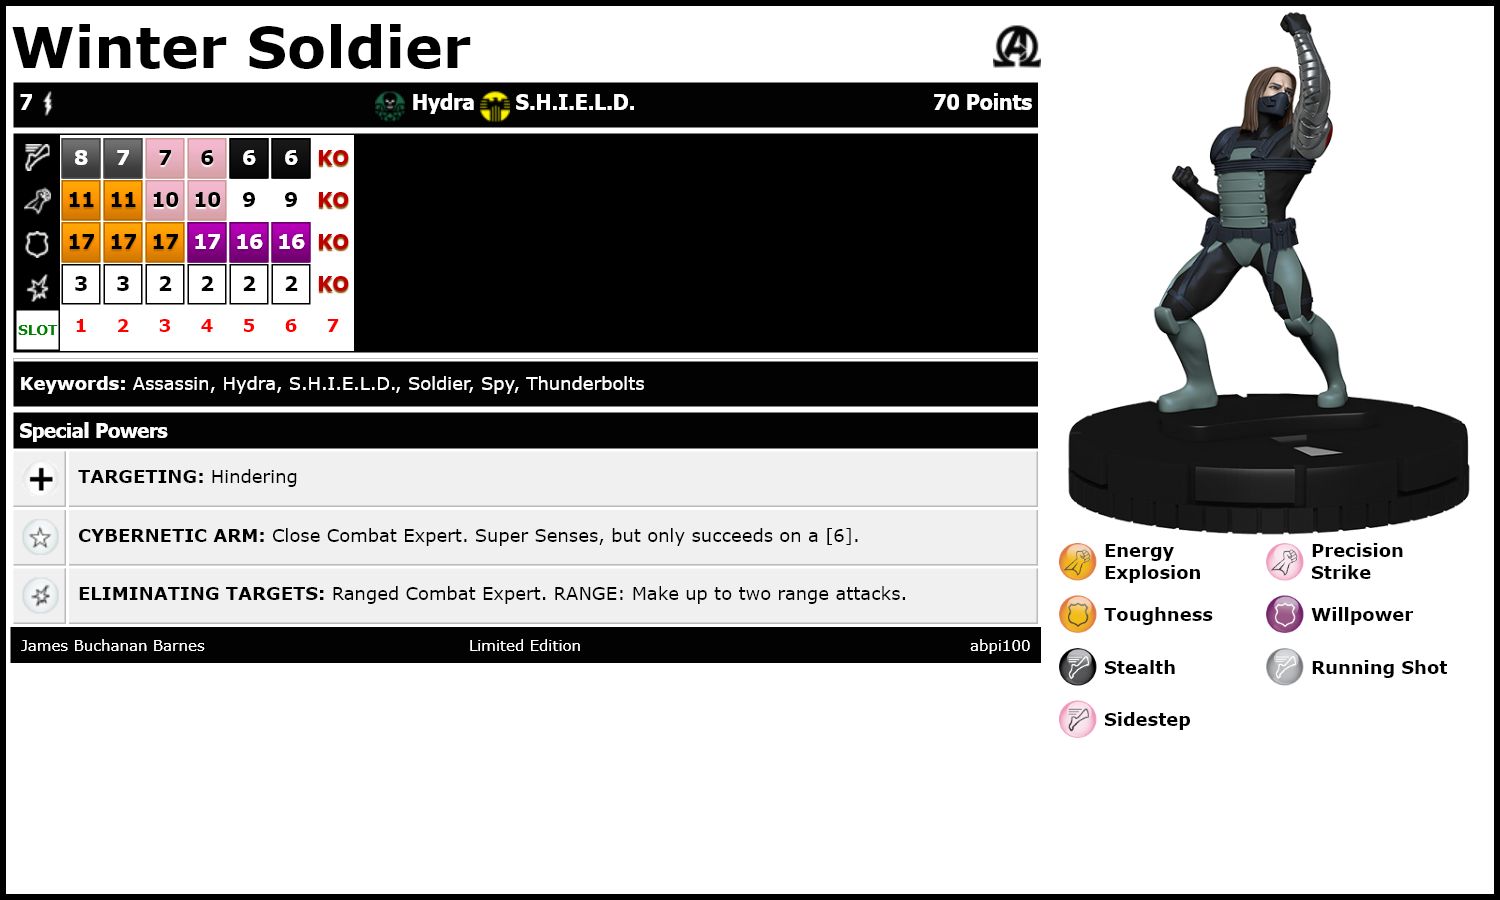 Winter Soldier
7 Hydra S.H.I.E.L.D. 70 Points
8 7 7 6 6 6 KO
11 11 10 10 9 9 KO
17 17 17 17 16 16 KO
3 3 2 2 2 2 KO
SLOT 1 2 3 4 5 6 7
Keywords: Assassin, Hydra, S.H.I.E.L.D., Soldier, Spy, Thunderbolts
Special Powers
TARGETING: Hindering
CYBERNETIC ARM: Close Combat Expert. Super Senses, but only succeeds on a [6].
ELIMINATING TARGETS: Ranged Combat Expert. RANGE: Make up to two range attacks.
James Buchanan Barnes Limited Edition abpi100
Energy
Explosion
Precision
Strike
Toughness
Willpower
Stealth
Running Shot
Sidestep